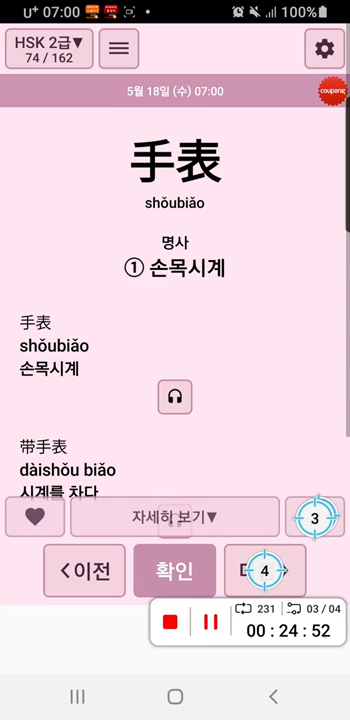 U⁺ 07:00 100%
HSK 2급▼
74 / 162
5월 18일 (수) 07:00
coupang
手表
shǒubiǎo
명사
① 손목시계
手表
shǒubiǎo
손목시계
带手表
dàishǒu biǎo
시계를 차다
자세히 보기▼
3
이전
확인
4
231 03 / 04
00 : 24 : 52